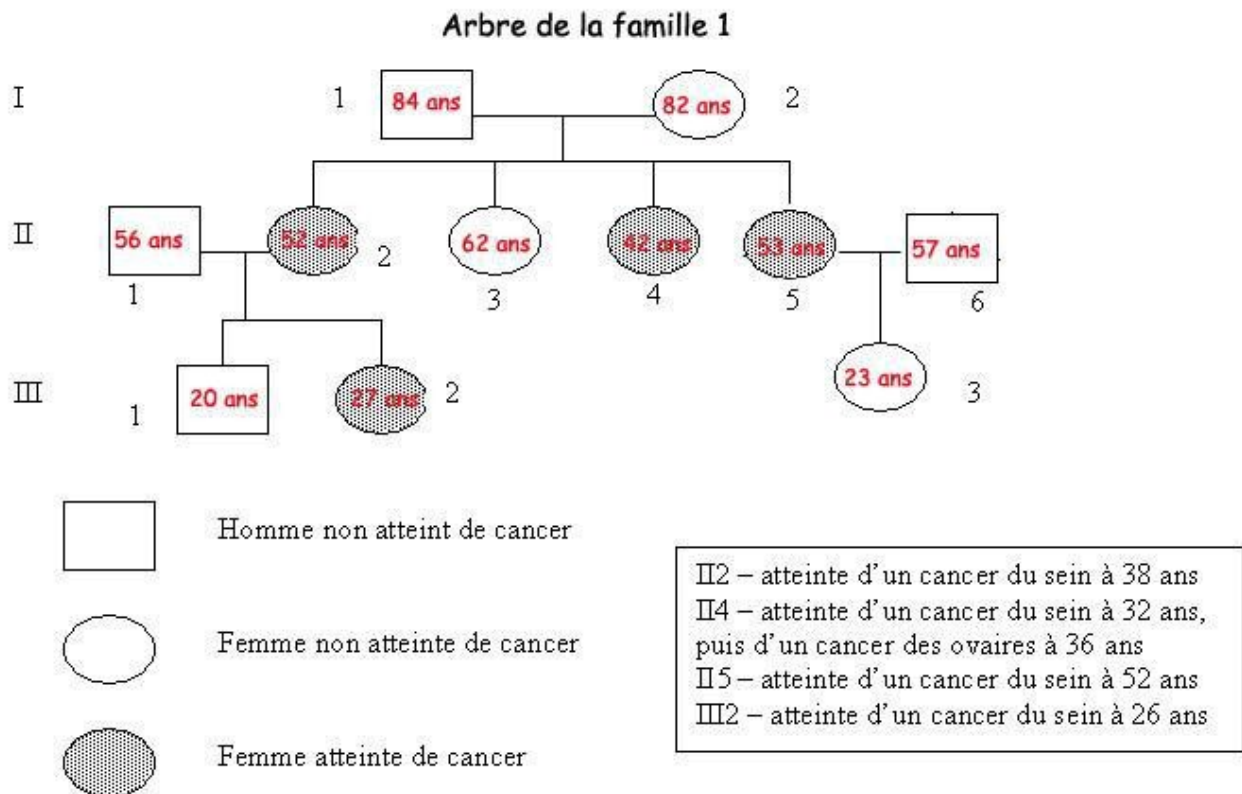 Arbre de la famille 1
I 1 84 ans 82 ans 2
II 56 ans 52 ans 2 62 ans 42 ans 53 ans 57 ans
1 3 4 5 6
III 1 20 ans 27 ans 2 23 ans 3
Homme non atteint de cancer
Femme non atteinte de cancer
Femme atteinte de cancer
II2 – atteinte d'un cancer du sein à 38 ans
II4 – atteinte d'un cancer du sein à 32 ans,
puis d'un cancer des ovaires à 36 ans
II5 – atteinte d'un cancer du sein à 52 ans
III2 – atteinte d'un cancer du sein à 26 ans